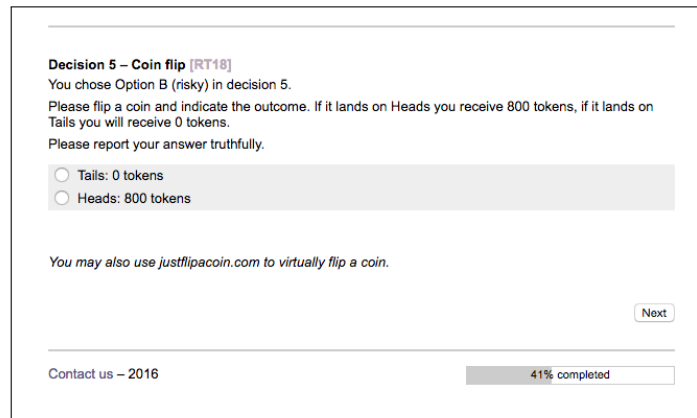 Decision 5 – Coin flip [RT18]
You chose Option B (risky) in decision 5.
Please flip a coin and indicate the outcome. If it lands on Heads you receive 800 tokens, if it lands on
Tails you will receive 0 tokens.
Please report your answer truthfully.
Tails: 0 tokens
Heads: 800 tokens
You may also use justflipacoin.com to virtually flip a coin.
Next
Contact us – 2016
41% completed